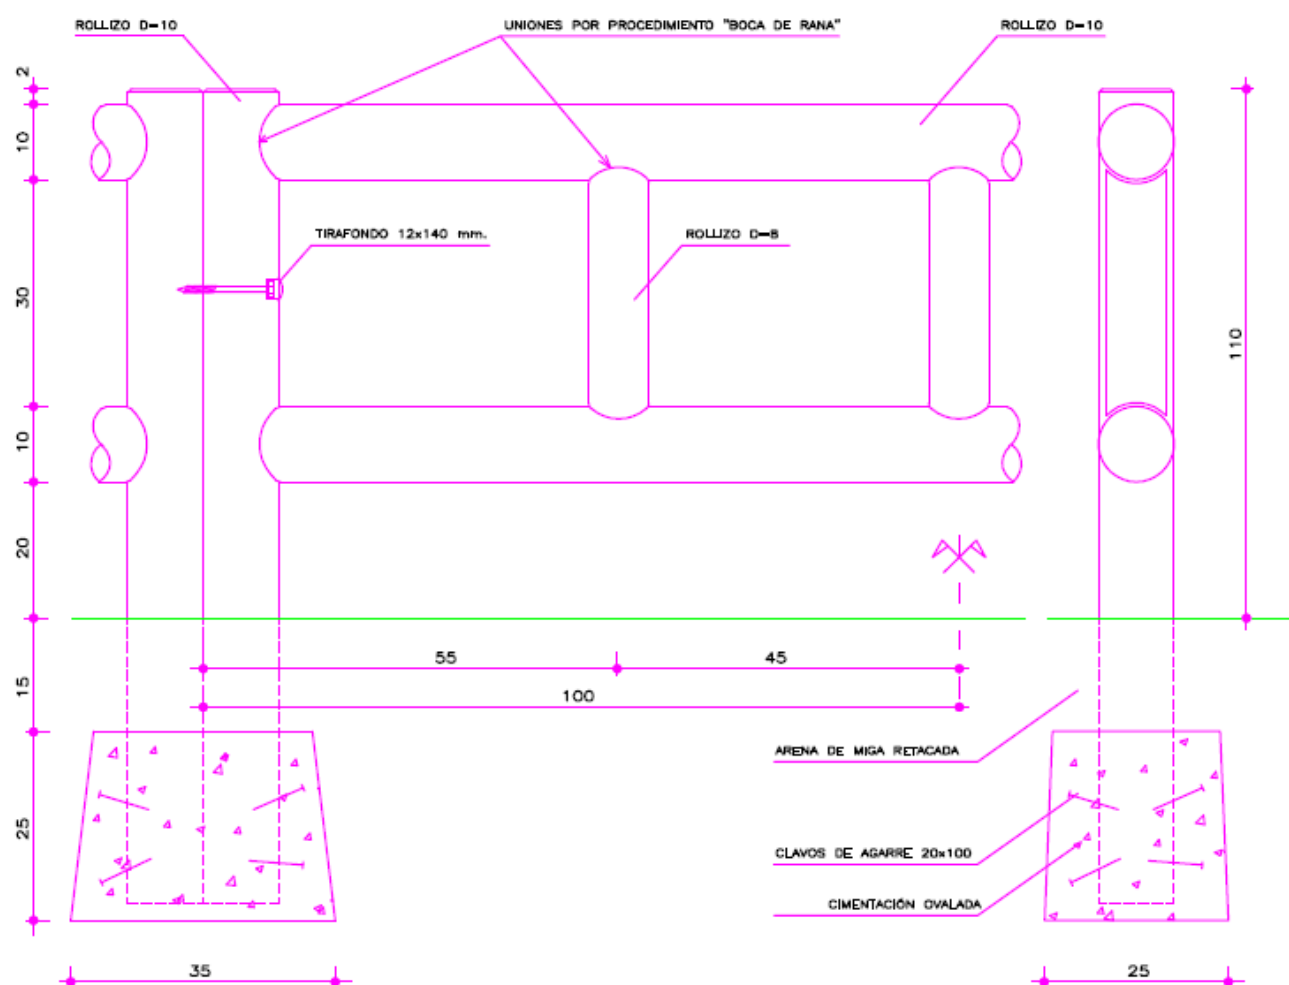 ROLLIZO D-10
UNIONES POR PROCEDIMIENTO "BOCA DE RANA"
ROLLIZO D-10
2
10
TIRAFONDO 12x140 mm.
ROLLIZO D-8
30
110
10
20
55
45
15
100
ARENA DE MIGA RETACADA
25
CLAVOS DE AGARRE 20x100
CIMENTACIÓN OVALADA
35
25